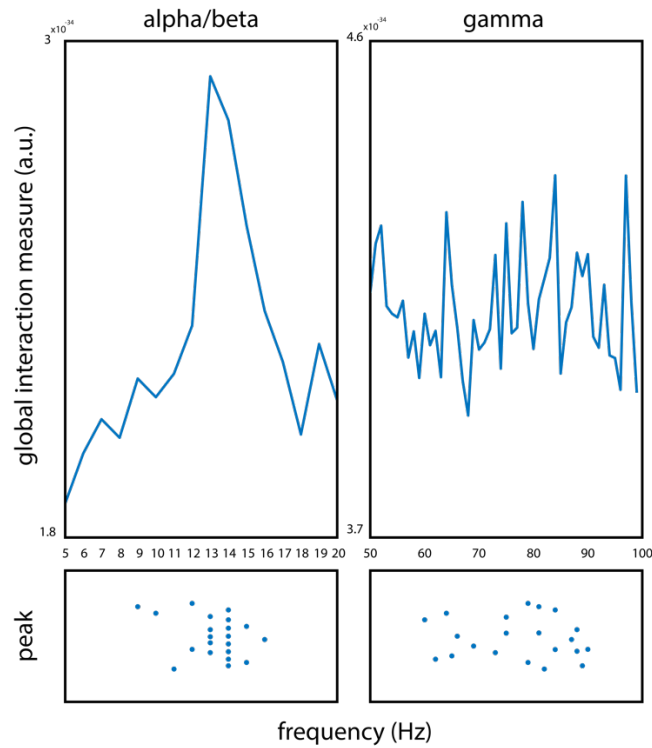 alpha/beta
gamma
3 x10^-34
4.6 x10^-34
global interaction measure (a.u.)
1.8
3.7
5 6 7 8 9 10 11 12 13 14 15 16 17 18 19 20
50 60 70 80 90 100
peak
frequency (Hz)